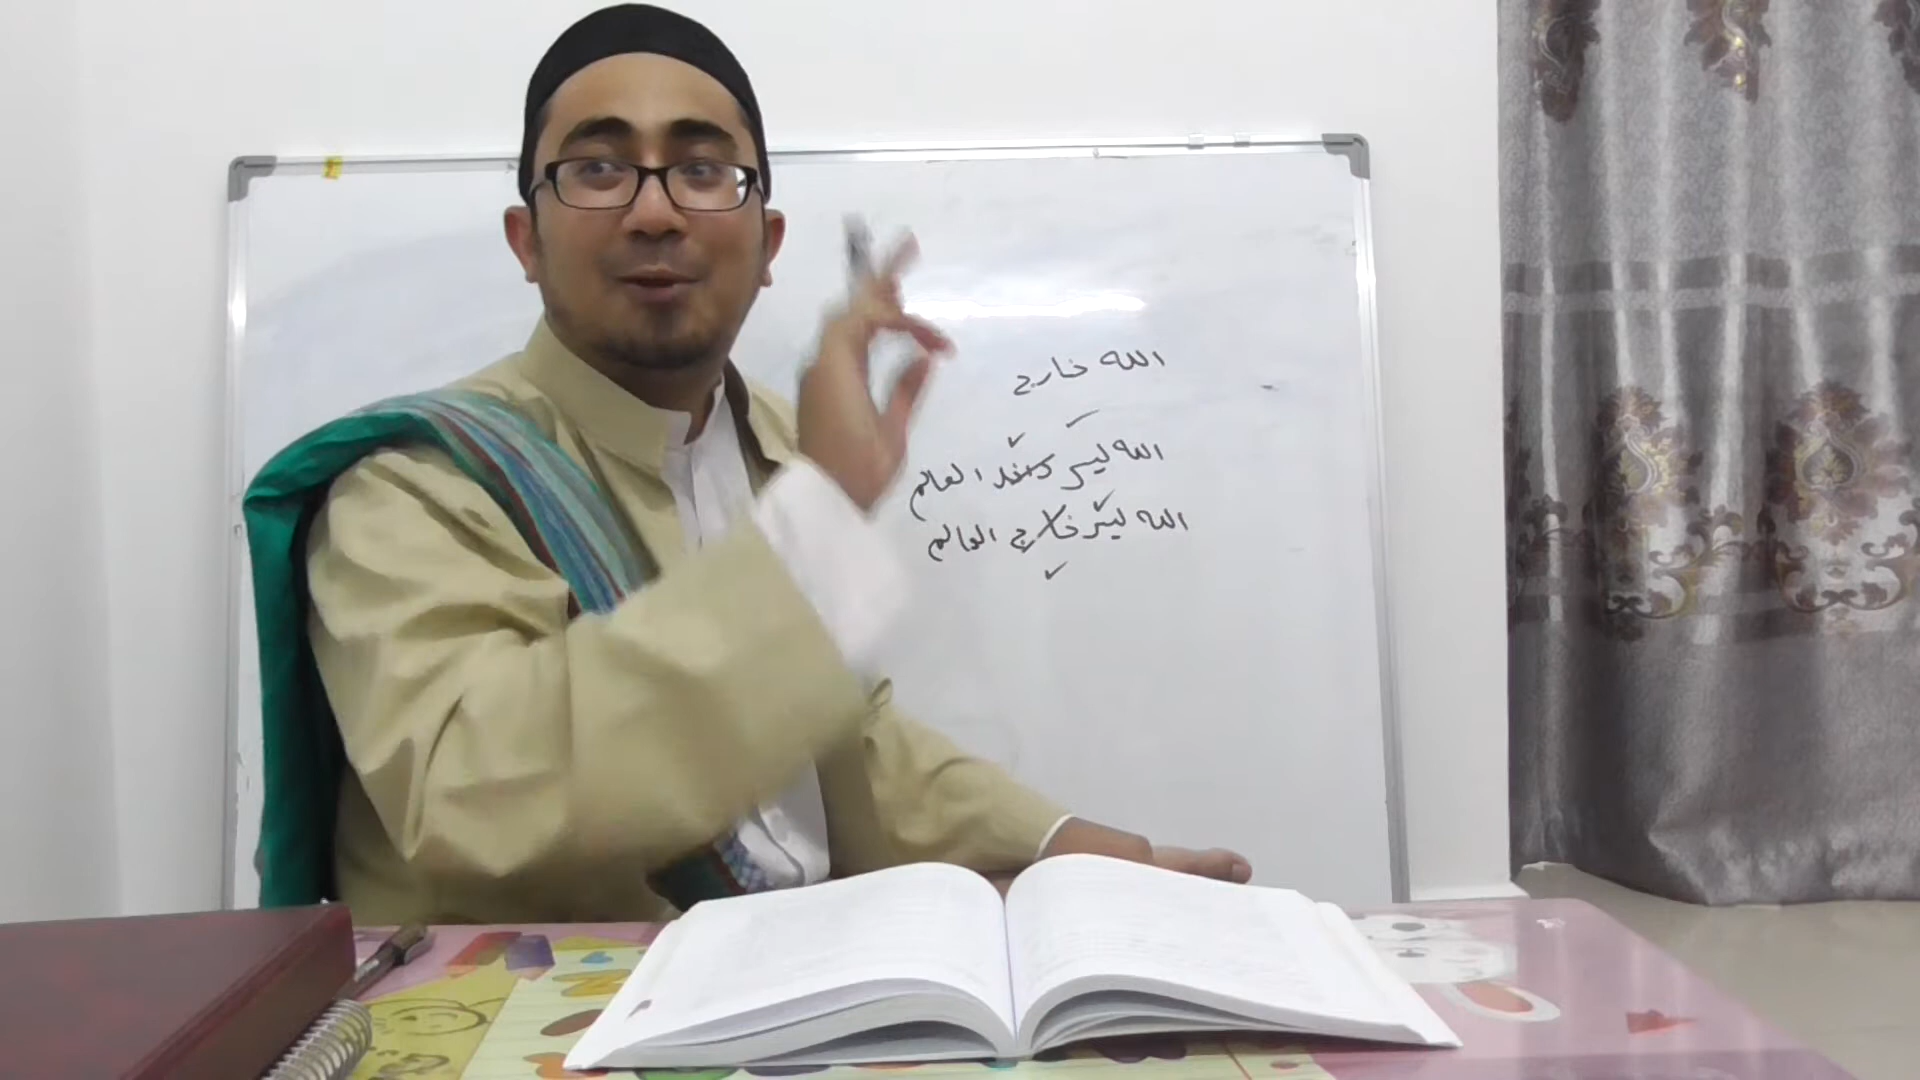 الله خارج
الله ليس داخل العالم
الله ليس خارج العالم